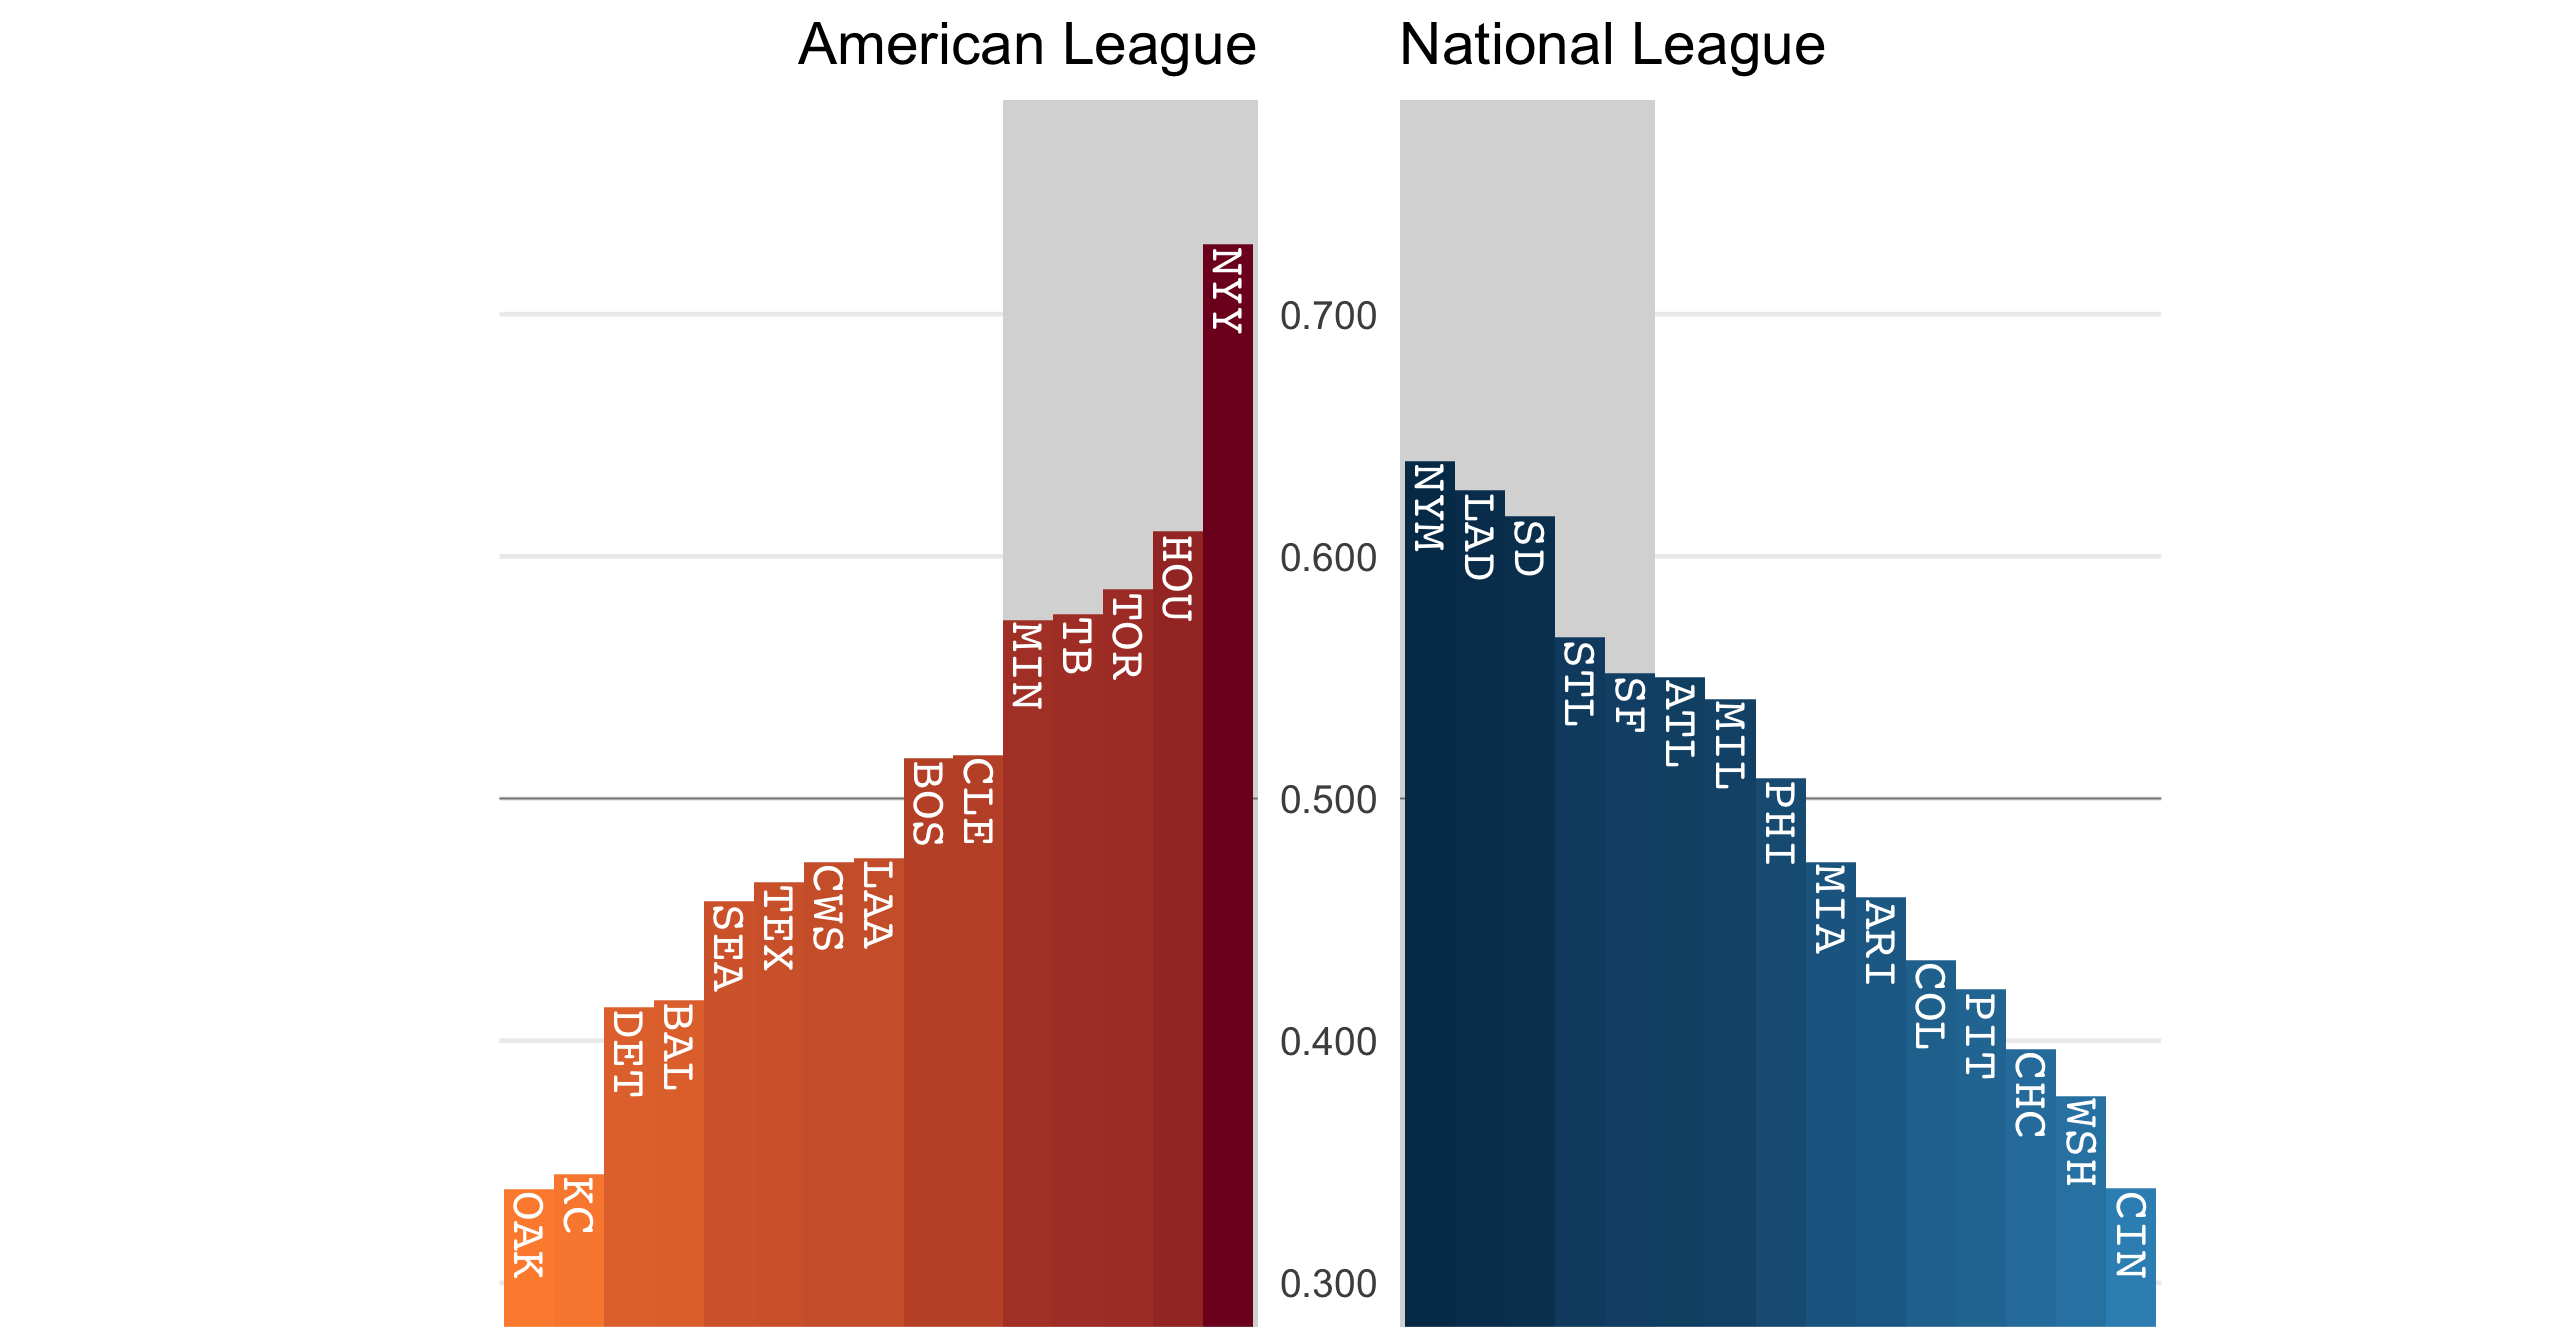 American League
National League
0.700
0.600
0.500
0.400
0.300
OAK
KC
DET
BAL
SEA
TEX
CWS
LAA
BOS
CLE
MIN
TB
TOR
HOU
NYY
NYM
LAD
SD
STL
SF
ATL
MIL
PHI
MIA
ARI
COL
PIT
CHC
WSH
CIN